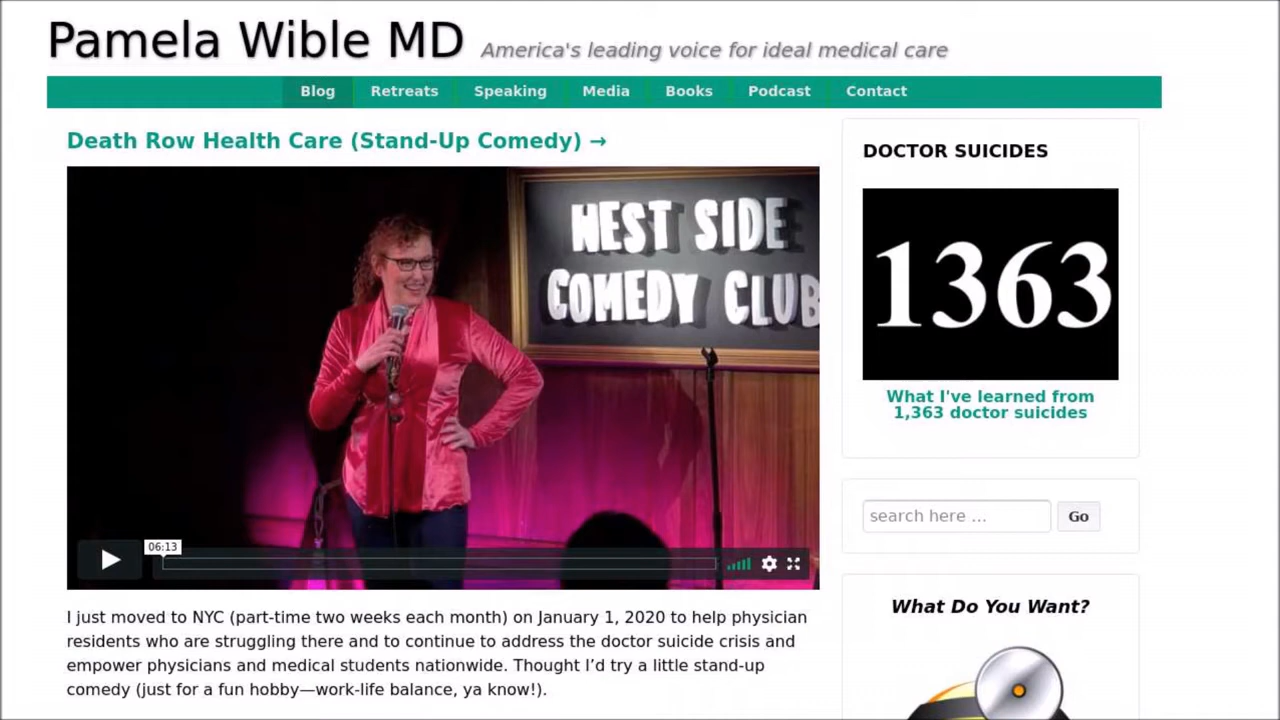 Pamela Wible MD America's leading voice for ideal medical care
Blog Retreats Speaking Media Books Podcast Contact
Death Row Health Care (Stand-Up Comedy) →
WEST SIDE
COMEDY CLUB
06:13
I just moved to NYC (part-time two weeks each month) on January 1, 2020 to help physician
residents who are struggling there and to continue to address the doctor suicide crisis and
empower physicians and medical students nationwide. Thought I’d try a little stand-up
comedy (just for a fun hobby—work-life balance, ya know!).
DOCTOR SUICIDES
1363
What I've learned from
1,363 doctor suicides
search here ...
Go
What Do You Want?